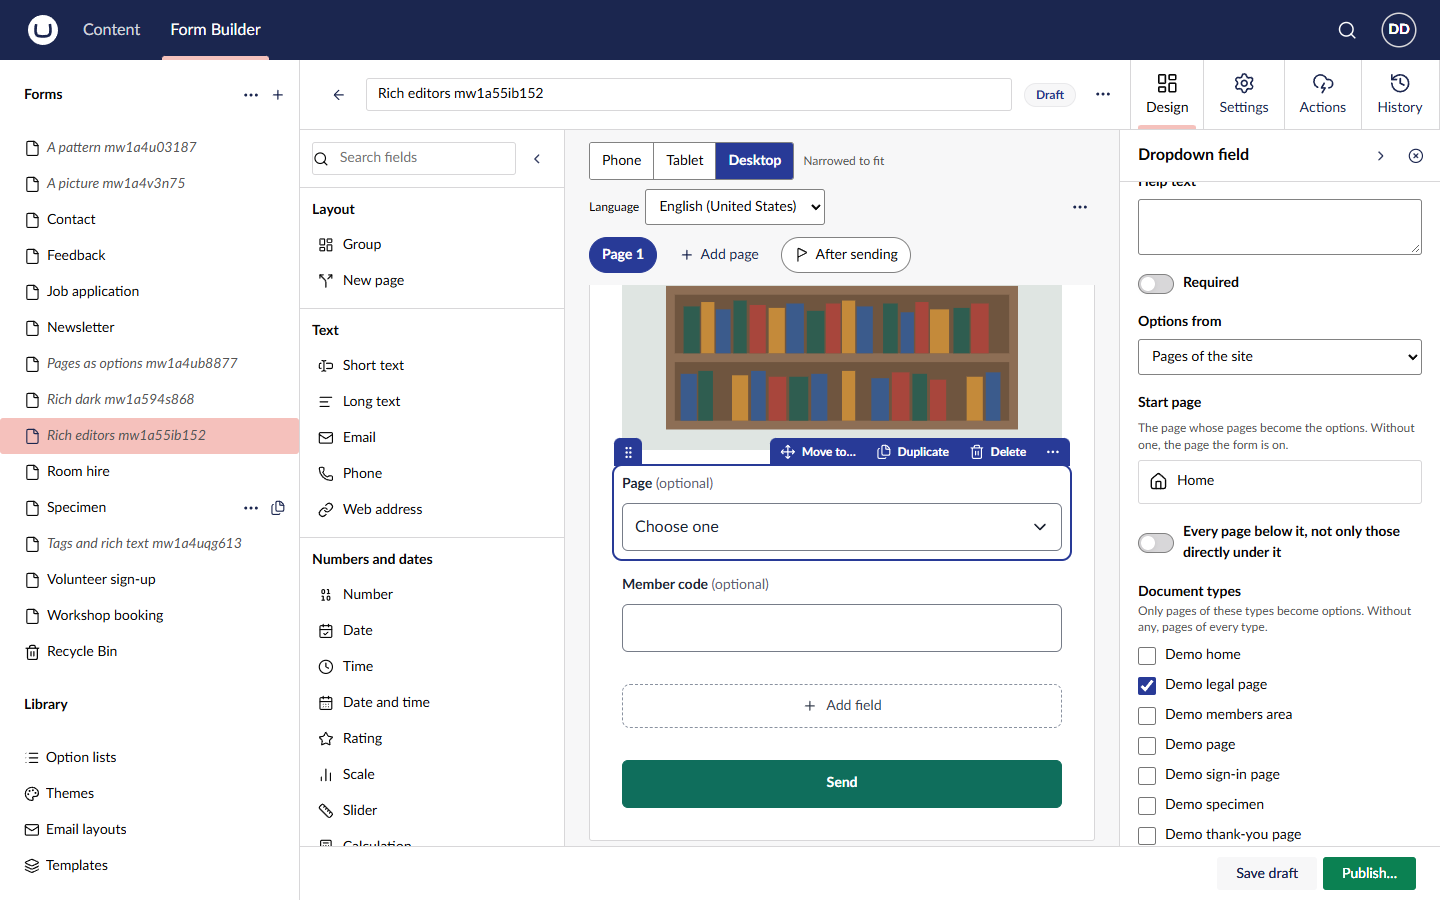 Content
Form Builder
DD
Forms
A pattern mw1a4u03187
A picture mw1a4v3n75
Contact
Feedback
Job application
Newsletter
Pages as options mw1a4ub8877
Rich dark mw1a594s868
Rich editors mw1a55ib152
Room hire
Specimen
Tags and rich text mw1a4uqg613
Volunteer sign-up
Workshop booking
Recycle Bin
Library
Option lists
Themes
Email layouts
Templates
Rich editors mw1a55ib152
Draft
Design
Settings
Actions
History
Search fields
Layout
Group
New page
Text
Short text
Long text
Email
Phone
Web address
Numbers and dates
Number
Date
Time
Date and time
Rating
Scale
Slider
Calculation
Phone
Tablet
Desktop
Narrowed to fit
Language
English (United States)
Page 1
Add page
After sending
Move to...
Duplicate
Delete
Page (optional)
Choose one
Member code (optional)
Add field
Send
Dropdown field
Help text
Required
Options from
Pages of the site
Start page
The page whose pages become the options. Without
one, the page the form is on.
Home
Every page below it, not only those
directly under it
Document types
Only pages of these types become options. Without
any, pages of every type.
Demo home
Demo legal page
Demo members area
Demo page
Demo sign-in page
Demo specimen
Demo thank-you page
Save draft
Publish...